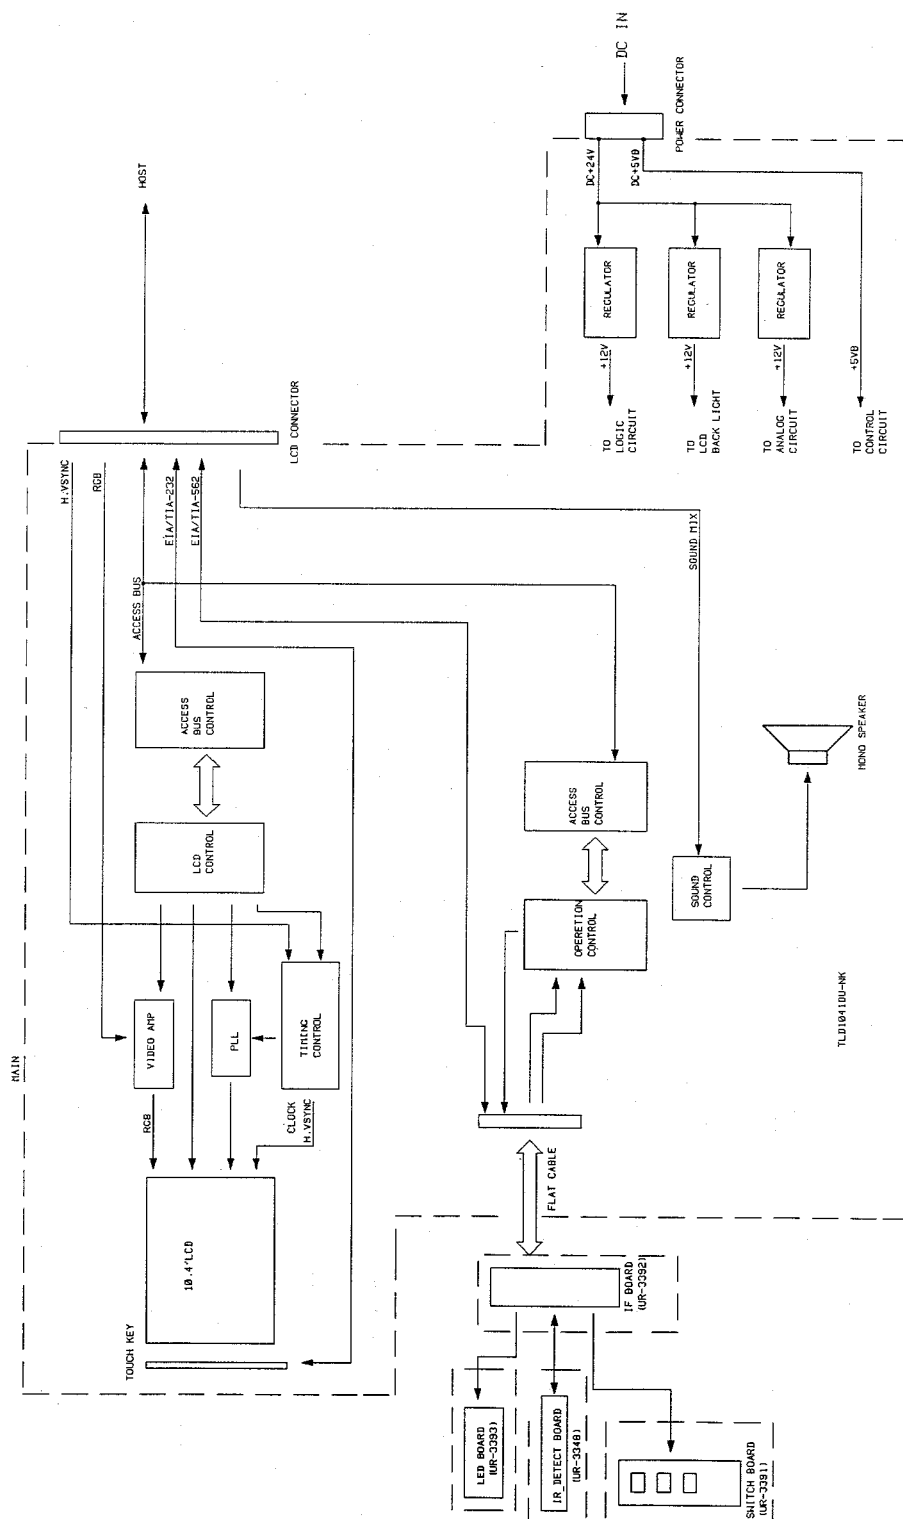 MAIN
TOUCH KEY
10.4"LCD
RGB
CLOCK
H.VSYNC
VIDEO AMP
PLL
TIMING
CONTROL
LCD
CONTROL
ACCESS
BUS
CONTROL
H.VSYNC
RGB
ACCESS BUS
EIA/TIA-232
EIA/TIA-562
LCD CONNECTOR
HOST
LED BOARD
(UR-3393)
IR_DETECT BOARD
(UR-3348)
SWITCH BOARD
(UR-3391)
IF BOARD
(UR-3392)
FLAT CABLE
OPERETION
CONTROL
ACCESS
BUS
CONTROL
SOUND
CONTROL
SOUND MIX
MONO SPEAKER
TO
LOGIC
CIRCUIT
+12V
REGULATOR
TO
LCD
BACK LIGHT
+12V
REGULATOR
TO
ANALOG
CIRCUIT
+12V
REGULATOR
TO
CONTROL
CIRCUIT
+5VB
DC+24V
DC+5VB
POWER CONNECTOR
DC IN
TLD1041DU-NK